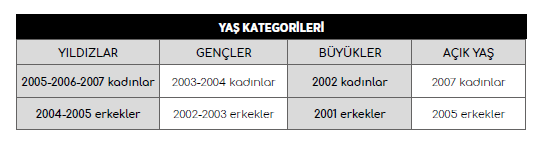 YAŞ KATEGORİLERİ
YILDIZLAR GENÇLER BÜYÜKLER AÇIK YAŞ
2005-2006-2007 kadınlar 2003-2004 kadınlar 2002 kadınlar 2007 kadınlar
2004-2005 erkekler 2002-2003 erkekler 2001 erkekler 2005 erkekler